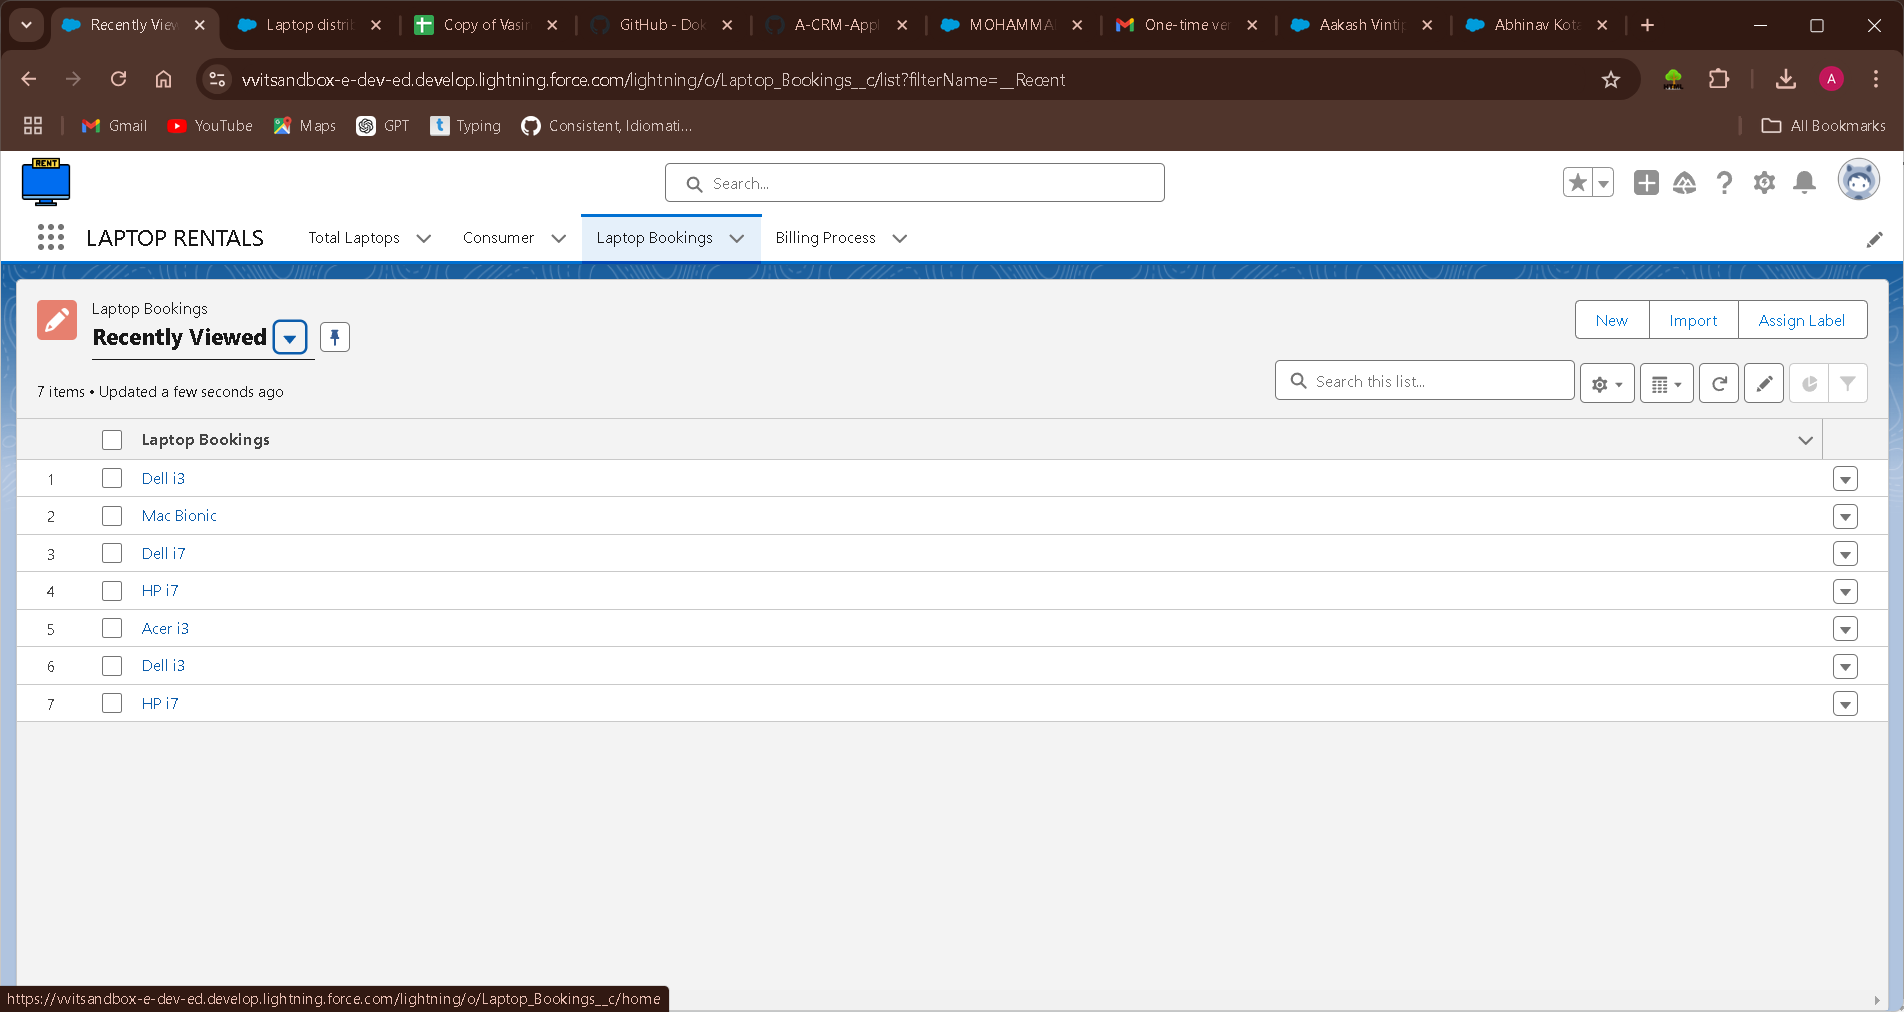 Recently View
Laptop distrib
Copy of Vasir
GitHub - Dok
A-CRM-Appl
MOHAMMA
One-time ver
Aakash Vintip
Abhinav Kota
vvitsandbox-e-dev-ed.develop.lightning.force.com/lightning/o/Laptop_Bookings__c/list?filterName=__Recent
A
Gmail
YouTube
Maps
GPT
Typing
Consistent, Idiomati...
All Bookmarks
RENT
Search...
LAPTOP RENTALS
Total Laptops
Consumer
Laptop Bookings
Billing Process
Laptop Bookings
Recently Viewed
New
Import
Assign Label
7 items • Updated a few seconds ago
Search this list...
Laptop Bookings
1 Dell i3
2 Mac Bionic
3 Dell i7
4 HP i7
5 Acer i3
6 Dell i3
7 HP i7
https://vvitsandbox-e-dev-ed.develop.lightning.force.com/lightning/o/Laptop_Bookings__c/home